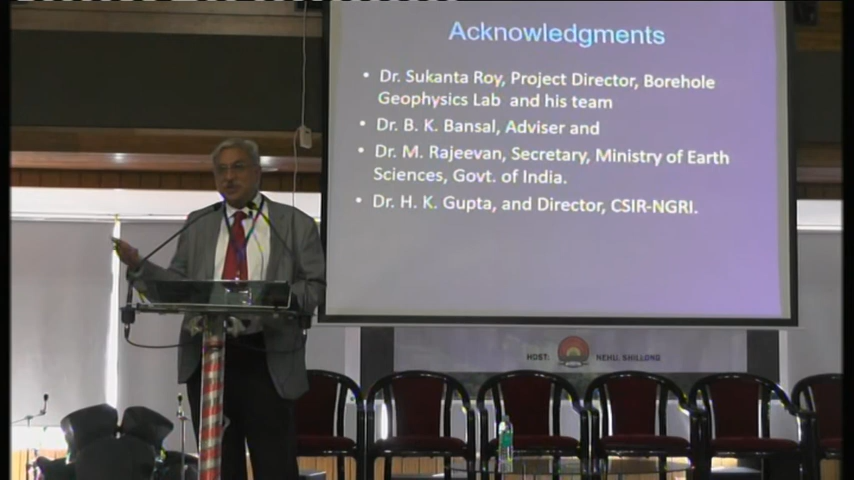 Acknowledgments
• Dr. Sukanta Roy, Project Director, Borehole
Geophysics Lab and his team
• Dr. B. K. Bansal, Adviser and
• Dr. M. Rajeevan, Secretary, Ministry of Earth
Sciences, Govt. of India.
• Dr. H. K. Gupta, and Director, CSIR-NGRI.
HOST: NEHU, SHILLONG